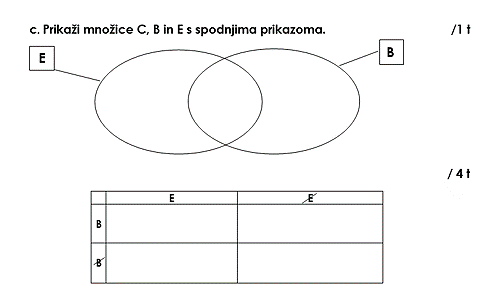 c. Prikaži množice C, B in E s spodnjima prikazoma. /1 t
E B
/ 4 t
E E
B
B